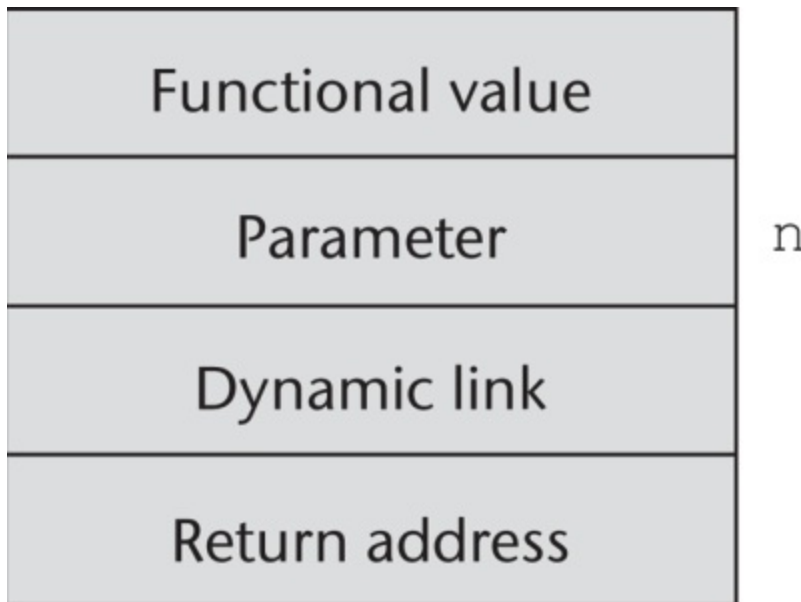 Functional value
Parameter
n
Dynamic link
Return address